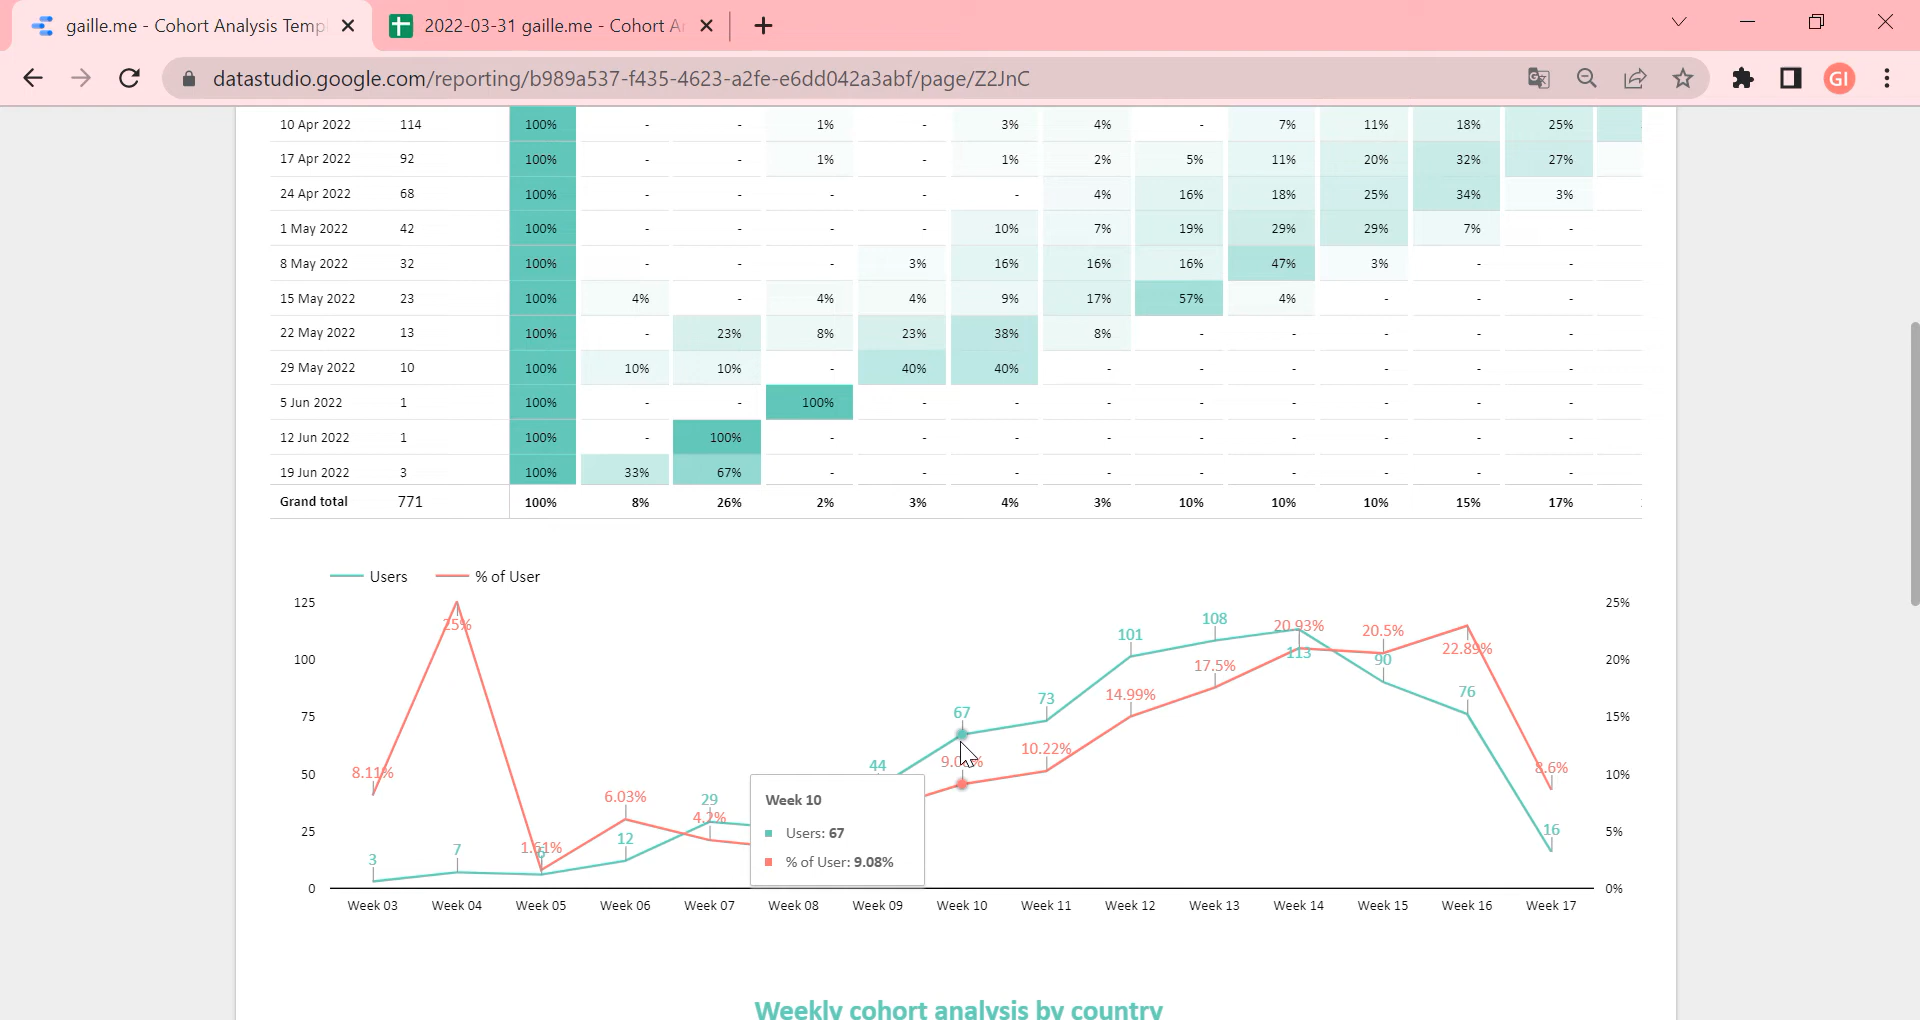 gaille.me - Cohort Analysis Temp
2022-03-31 gaille.me - Cohort A
datastudio.google.com/reporting/b989a537-f435-4623-a2fe-e6dd042a3abf/page/Z2JnC
GI
10 Apr 2022 114 100% - - 1% - 3% 4% - 7% 11% 18% 25%
17 Apr 2022 92 100% - - 1% - 1% 2% 5% 11% 20% 32% 27%
24 Apr 2022 68 100% - - - - - 4% 16% 18% 25% 34% 3%
1 May 2022 42 100% - - - - 10% 7% 19% 29% 29% 7% -
8 May 2022 32 100% - - - 3% 16% 16% 16% 47% 3% - -
15 May 2022 23 100% 4% - 4% 4% 9% 17% 57% 4% - - -
22 May 2022 13 100% - 23% 8% 23% 38% 8% - - - - -
29 May 2022 10 100% 10% 10% - 40% 40% - - - - - -
5 Jun 2022 1 100% - - 100% - - - - - - - -
12 Jun 2022 1 100% - 100% - - - - - - - - -
19 Jun 2022 3 100% 33% 67% - - - - - - - - -
Grand total 771 100% 8% 26% 2% 3% 4% 3% 10% 10% 10% 15% 17%
Users % of User
125 25%
100 20%
75 15%
50 10%
25 5%
0 0%
3 7 12 29 44 67 73 101 108 113 90 76 16
8.11% 25% 1.61% 6.03% 4.2% 10.22% 14.99% 17.5% 20.93% 20.5% 22.89% 8.6%
Week 10
Users: 67
% of User: 9.08%
Week 03 Week 04 Week 05 Week 06 Week 07 Week 08 Week 09 Week 10 Week 11 Week 12 Week 13 Week 14 Week 15 Week 16 Week 17
Weekly cohort analysis by country